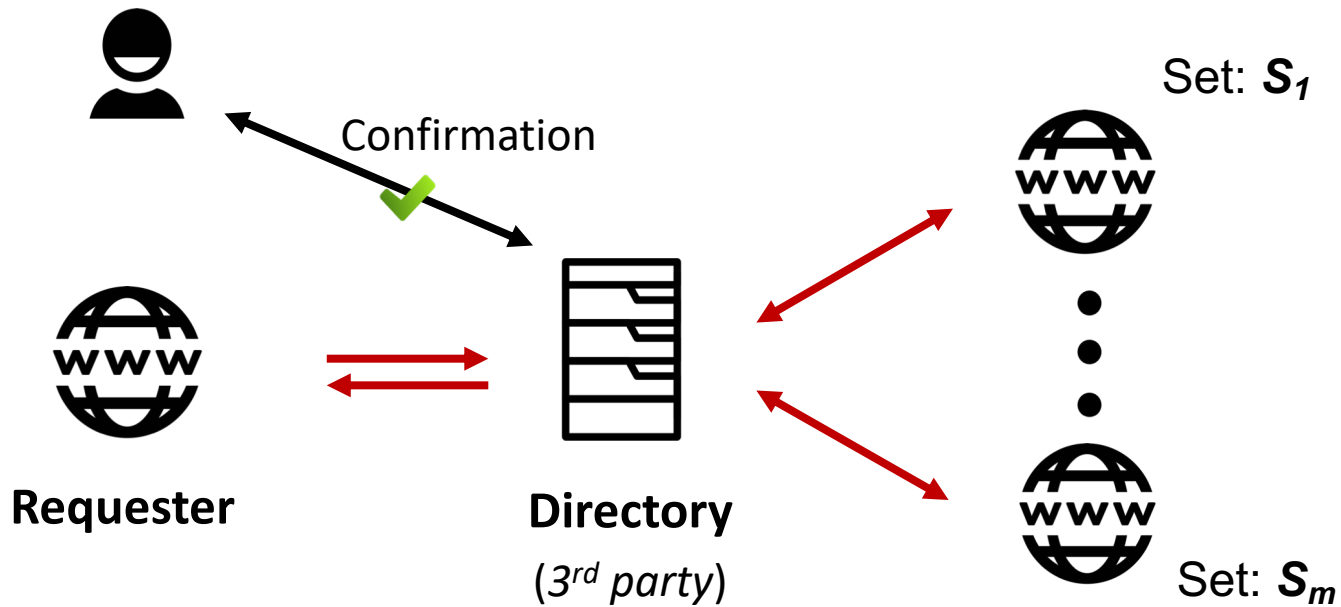 Set: S1
Confirmation
WWW
WWW
Requester
Directory
(3rd party)
WWW
Set: Sm